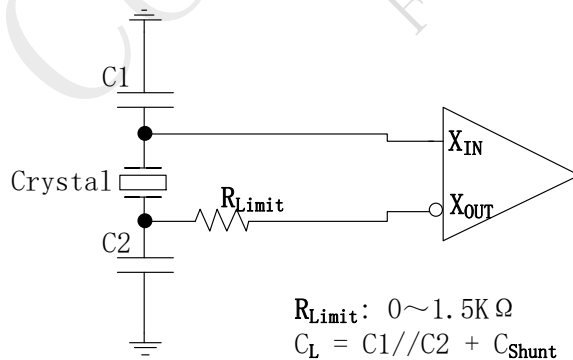 C1
X_IN
Crystal
R_Limit
X_OUT
C2
R_Limit: 0～1.5KΩ
C_L = C1//C2 + C_Shunt